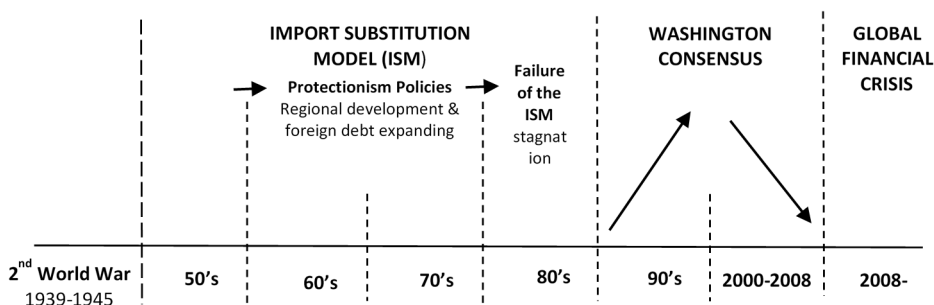 IMPORT SUBSTITUTION
MODEL (ISM)
Protectionism Policies
Regional development &
foreign debt expanding
Failure
of the
ISM
stagnat
ion
WASHINGTON
CONSENSUS
GLOBAL
FINANCIAL
CRISIS
2nd World War
1939-1945
50’s
60’s
70’s
80’s
90’s
2000-2008
2008-